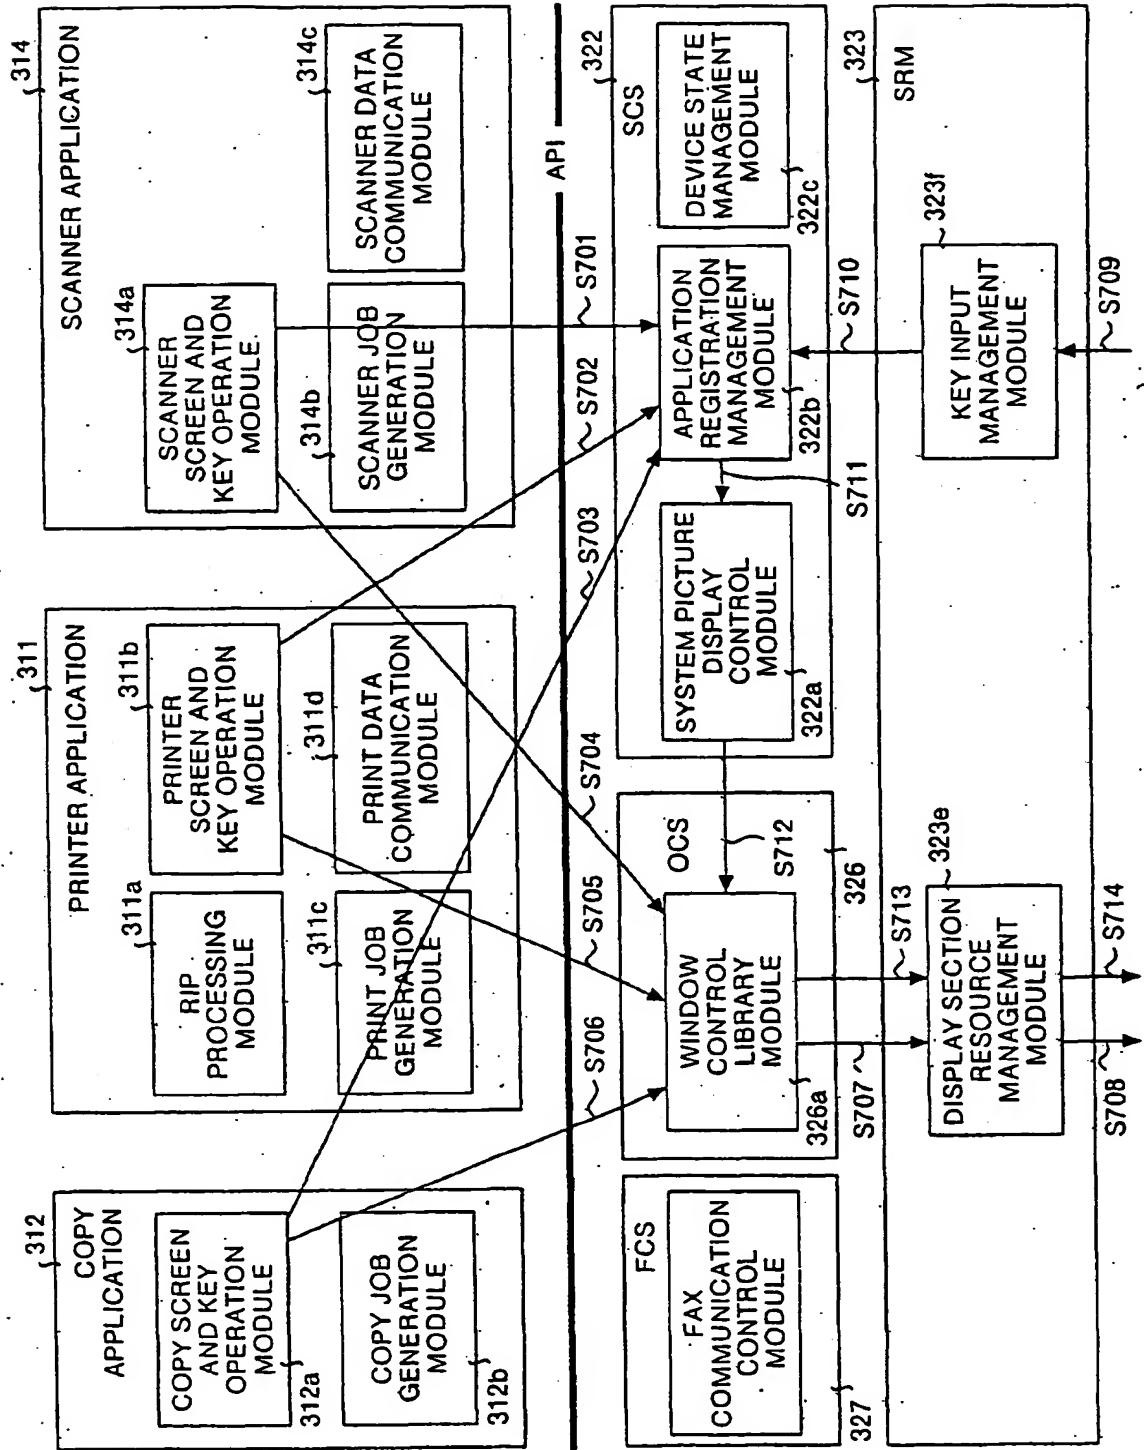 312
COPY
APPLICATION
COPY SCREEN
AND KEY
OPERATION
MODULE
312a
COPY JOB
GENERATION
MODULE
312b
311
PRINTER APPLICATION
311a
RIP
PROCESSING
MODULE
311b
PRINTER
SCREEN AND
KEY OPERATION
MODULE
311c
PRINT JOB
GENERATION
MODULE
311d
PRINT DATA
COMMUNICATION
MODULE
314
SCANNER APPLICATION
314a
SCANNER
SCREEN AND
KEY OPERATION
MODULE
314b
SCANNER JOB
GENERATION
MODULE
314c
SCANNER DATA
COMMUNICATION
MODULE
S706
S705
S704
S703
S702
S701
API
FCS
FAX
COMMUNICATION
CONTROL
MODULE
327
OCS
WINDOW
CONTROL
LIBRARY
MODULE
326a
S712
326
322
SCS
SYSTEM PICTURE
DISPLAY
CONTROL
MODULE
322a
APPLICATION
REGISTRATION
MANAGEMENT
MODULE
322b
DEVICE STATE
MANAGEMENT
MODULE
322c
S711
S710
S707
S713
323
SRM
323e
DISPLAY SECTION
RESOURCE
MANAGEMENT
MODULE
323f
KEY INPUT
MANAGEMENT
MODULE
S708
S714
S709